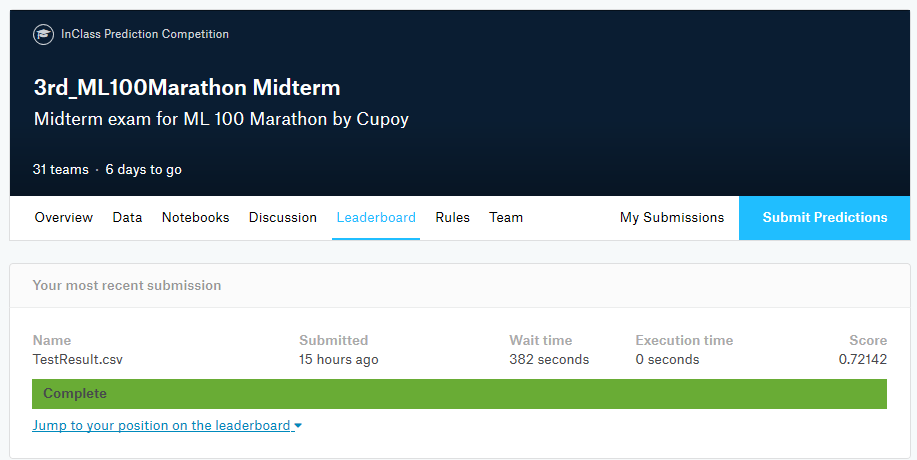 InClass Prediction Competition
3rd_ML100Marathon Midterm
Midterm exam for ML 100 Marathon by Cupoy
31 teams · 6 days to go
Overview Data Notebooks Discussion Leaderboard Rules Team My Submissions Submit Predictions
Your most recent submission
Name Submitted Wait time Execution time Score
TestResult.csv 15 hours ago 382 seconds 0 seconds 0.72142
Complete
Jump to your position on the leaderboard